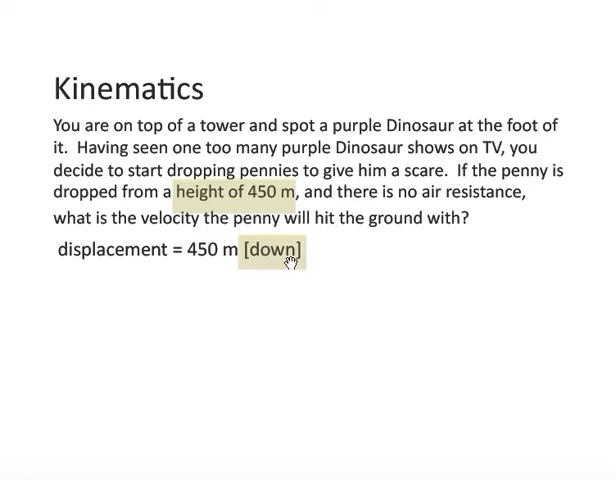 Kinematics
You are on top of a tower and spot a purple Dinosaur at the foot of
it.  Having seen one too many purple Dinosaur shows on TV, you
decide to start dropping pennies to give him a scare.  If the penny is
dropped from a height of 450 m, and there is no air resistance,
what is the velocity the penny will hit the ground with?
displacement = 450 m [down]